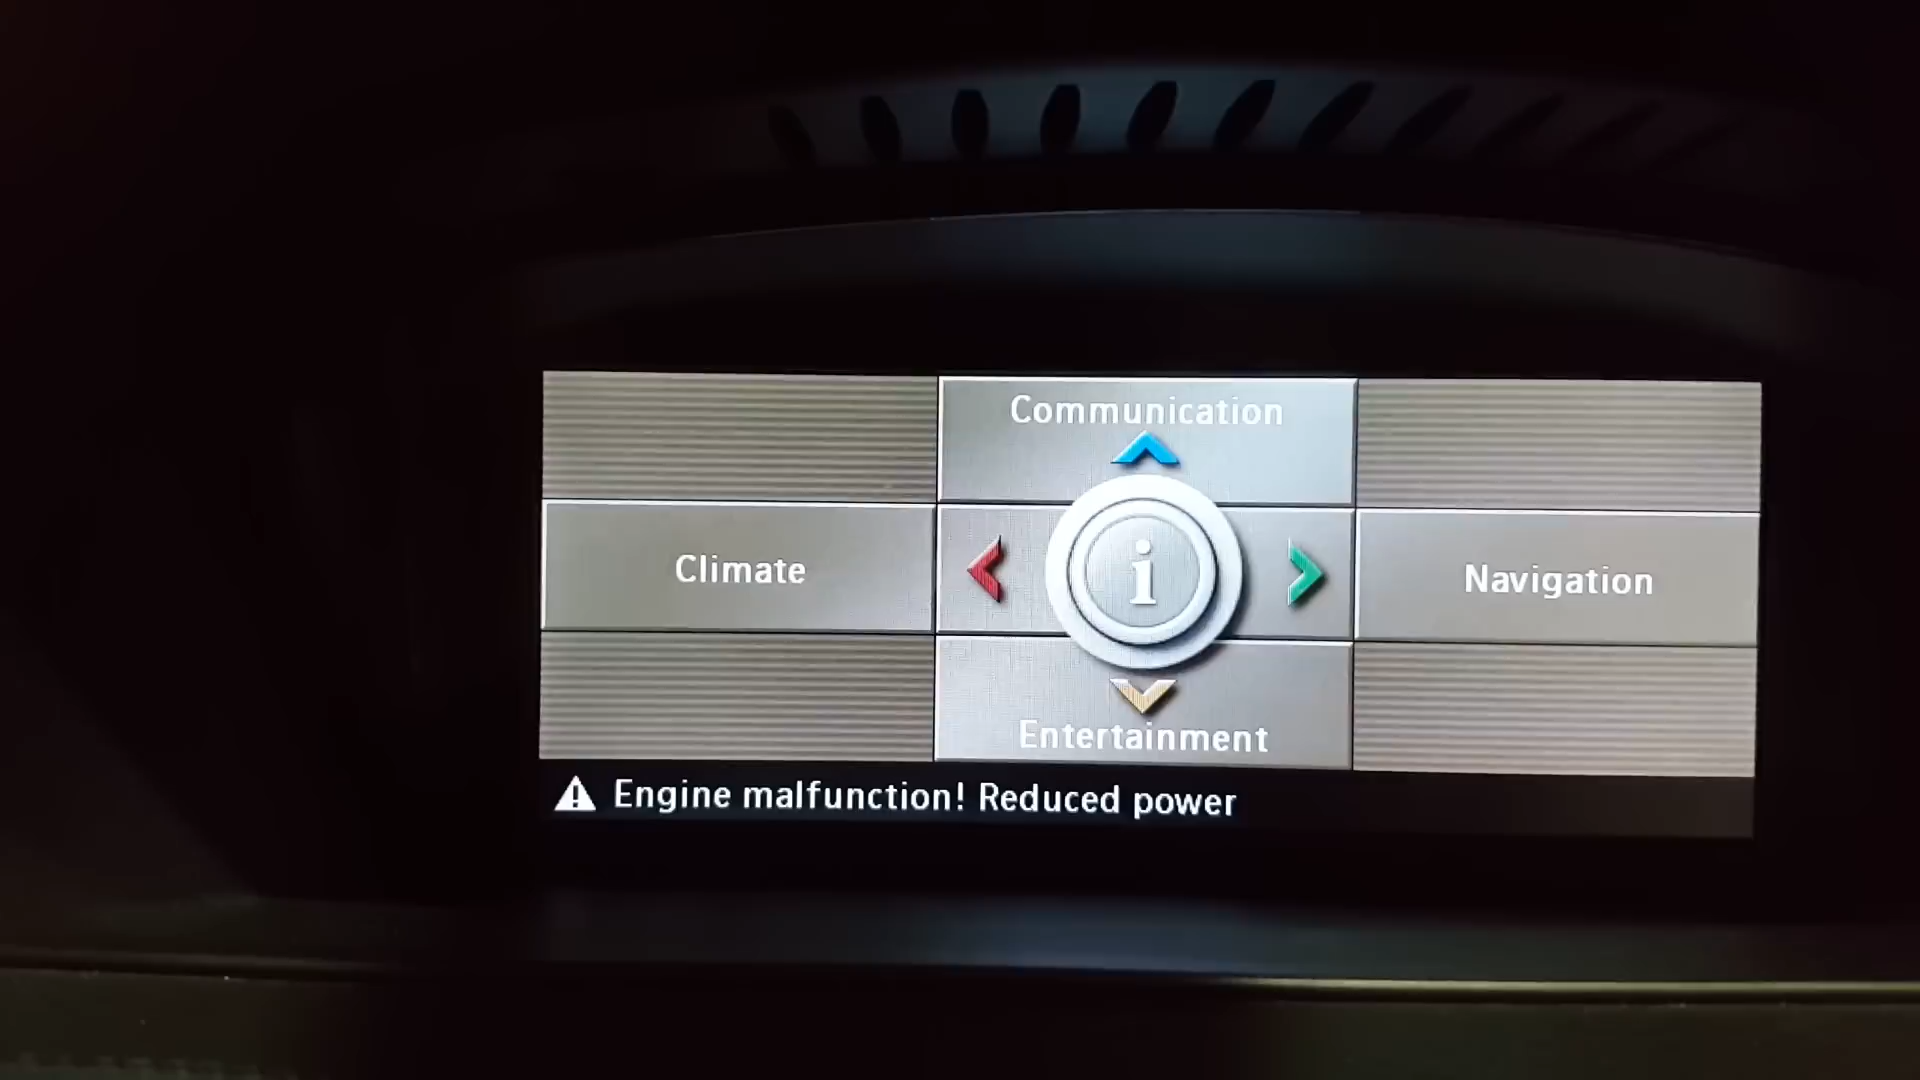 Communication
Climate
i
Navigation
Entertainment
Engine malfunction! Reduced power